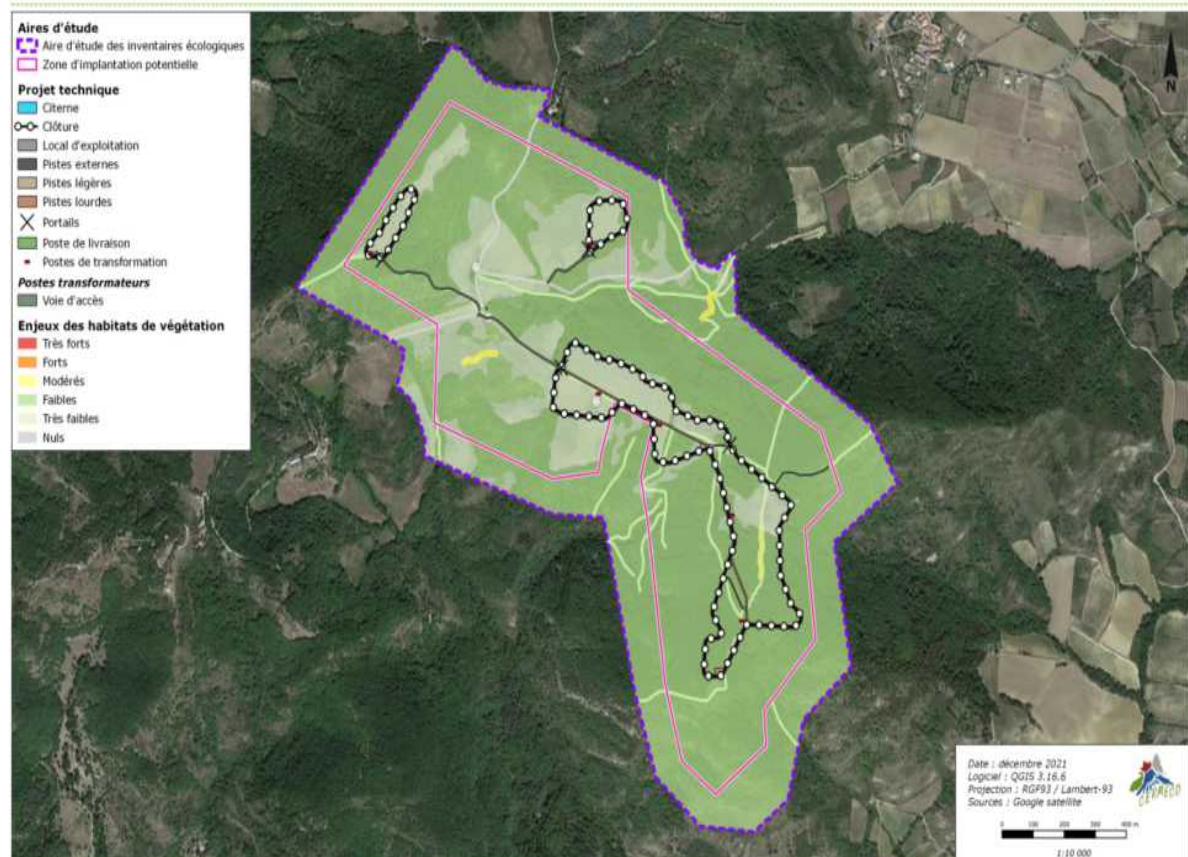 Aires d'étude
Aire d'étude des inventaires écologiques
Zone d'implantation potentielle
Projet technique
Citerne
Clôture
Local d'exploitation
Pistes externes
Pistes légères
Pistes lourdes
Portails
Poste de livraison
Postes de transformation
Postes transformateurs
Voie d'accès
Enjeux des habitats de végétation
Très forts
Forts
Modérés
Faibles
Très faibles
Nuls
N
Date : décembre 2021
Logiciel : QGIS 3.16.6
Projection : RGF93 / Lambert-93
Sources : Google satellite
0 100 200 300 400 m
1:10 000